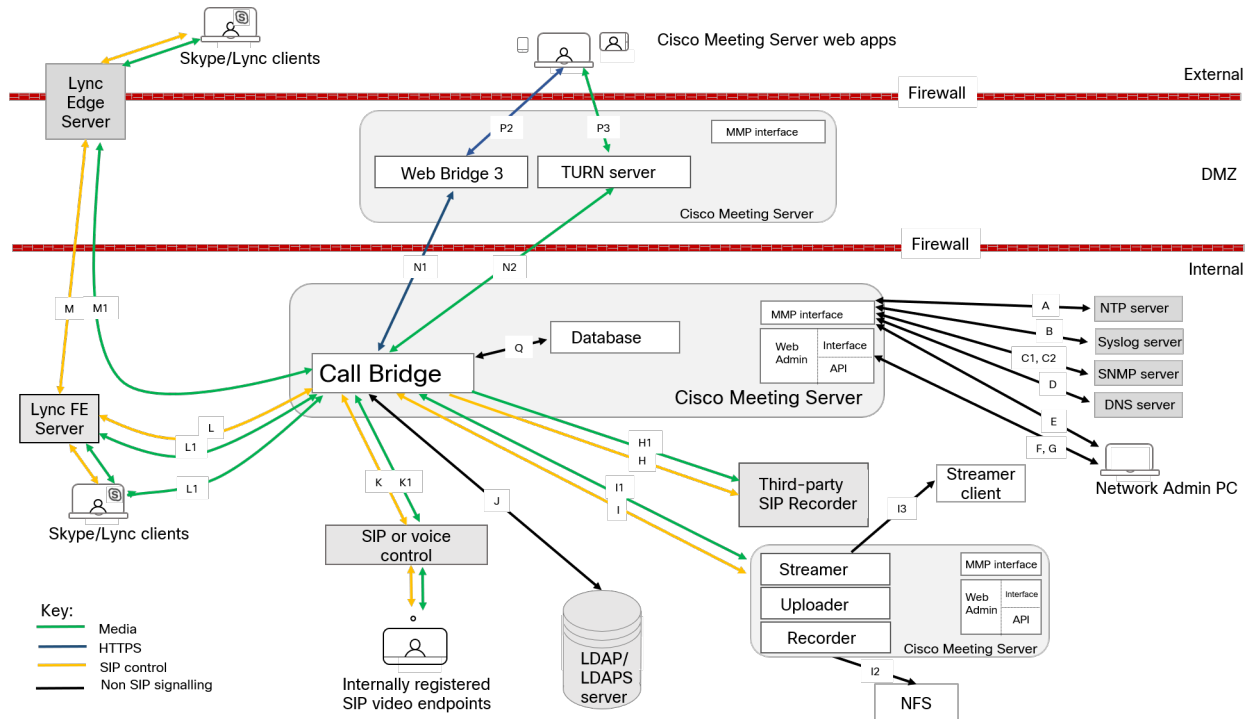 Skype/Lync clients
Cisco Meeting Server web apps
External
Lync
Edge
Server
Firewall
P2
P3
MMP interface
Web Bridge 3
TURN server
DMZ
Cisco Meeting Server
Firewall
N1
N2
Internal
M
M1
A
NTP server
MMP interface
B
Syslog server
Q
Database
Web
Admin
Interface
API
C1, C2
SNMP server
Call Bridge
D
DNS server
Cisco Meeting Server
Lync FE
Server
L
L1
E
F, G
H1
H
L1
K
K1
J
I1
I
Third-party
SIP Recorder
Streamer
client
Network Admin PC
I3
Skype/Lync clients
SIP or voice
control
Streamer
MMP interface
Uploader
Web
Admin
Interface
API
Recorder
Cisco Meeting Server
Key:
Media
HTTPS
SIP control
Non SIP signalling
Internally registered
SIP video endpoints
LDAP/
LDAPS
server
I2
NFS